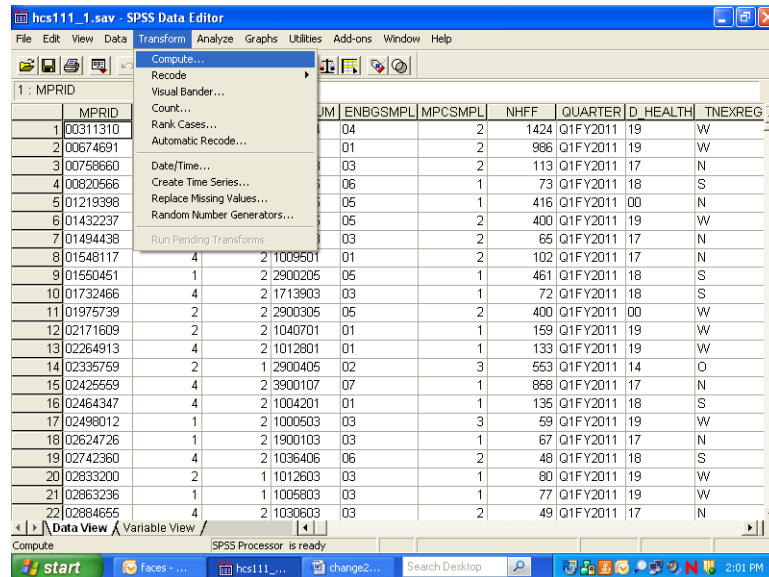 hcs111_1.sav - SPSS Data Editor
File Edit View Data Transform Analyze Graphs Utilities Add-ons Window Help
Compute...
Recode
Visual Bander...
Count...
Rank Cases...
Automatic Recode...
Date/Time...
Create Time Series...
Replace Missing Values...
Random Number Generators...
Run Pending Transforms
1 : MPRID
MPRID UM ENBGSMPL MPCSMPL NHFF QUARTER D_HEALTH TNEXREG
1 00311310 04 2 1424 Q1FY2011 19 W
2 00674691 01 2 986 Q1FY2011 19 W
3 00758660 03 2 113 Q1FY2011 17 N
4 00820566 06 1 73 Q1FY2011 18 S
5 01219398 05 1 416 Q1FY2011 00 N
6 01432237 05 2 400 Q1FY2011 19 W
7 01494438 03 2 65 Q1FY2011 17 N
8 01548117 4 2 1009501 01 2 102 Q1FY2011 17 N
9 01550451 1 2 2900205 05 1 461 Q1FY2011 18 S
10 01732466 4 2 1713903 03 1 72 Q1FY2011 18 S
11 01975739 2 2 2900305 05 2 400 Q1FY2011 00 W
12 02171609 2 2 1040701 01 1 159 Q1FY2011 19 W
13 02264913 4 2 1012801 01 1 133 Q1FY2011 19 W
14 02335759 2 1 2900405 02 3 553 Q1FY2011 14 O
15 02425559 4 2 3900107 07 1 858 Q1FY2011 17 N
16 02464347 4 2 1004201 01 1 135 Q1FY2011 18 S
17 02498012 1 2 1000503 03 3 59 Q1FY2011 19 W
18 02624726 1 2 1900103 03 1 67 Q1FY2011 17 N
19 02742360 4 2 1036406 06 2 48 Q1FY2011 18 S
20 02833200 2 1 1012603 03 1 80 Q1FY2011 19 W
21 02863236 1 1 1005803 03 1 77 Q1FY2011 19 W
22 02884655 4 2 1030603 03 2 49 Q1FY2011 17 N
Data View Variable View
Compute SPSS Processor is ready
start faces - ... hcs111_... change2... Search Desktop 2:01 PM